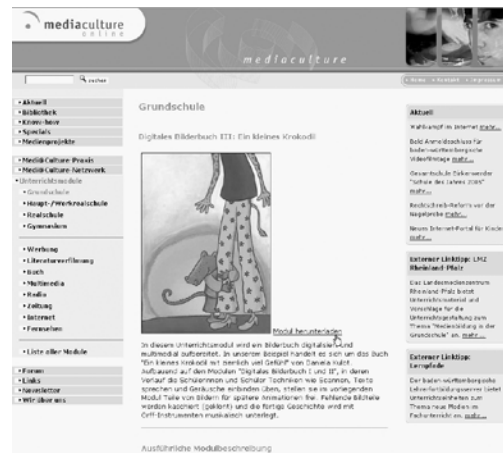 mediaculture
online
mediaculture
suchen
• Home • Kontakt • Impressum
• Aktuell
• Bibliothek
• Know-how
• Specials
• Medienprojekte
• MediaCulture-Praxis
• MediaCulture-Netzwerk
• Unterrichtsmodule
• Grundschule
• Haupt-/Werkrealschule
• Realschule
• Gymnasium
• Werbung
• Literaturverfilmung
• Buch
• Multimedia
• Radio
• Zeitung
• Internet
• Fernsehen
• Liste aller Module
• Forum
• Links
• Newsletter
• Wir über uns
Grundschule
Digitales Bilderbuch III: Ein kleines Krokodil
Modul herunterladen
In diesem Unterrichtsmodul wird ein Bilderbuch digitalisiert und
multimedial aufbereitet. In unserem Beispiel handelt es sich um das Buch
"Ein kleines Krokodil mit ziemlich viel Gefühl" von Daniela Kulot.
Aufbauend auf den Modulen "Digitales Bilderbuch I und II", in deren
Verlauf die Schülerinnen und Schüler Techniken wie Scannen, Texte
sprechen und Geräusche einbinden üben, stellen sie im vorliegenden
Modul Teile von Bildern für spätere Animationen frei. Fehlende Bildteile
werden kaschiert (geklont) und die fertige Geschichte wird mit
Orff-Instrumenten musikalisch unterlegt.
Ausführliche Modulbeschreibung
Aktuell
Wahlkampf im Internet mehr...
Bald Anmeldeschluss für
baden-württembergische
Videofilmtage mehr...
Gesamtschule Eickenwerder
"Schule des Jahres 2005"
mehr...
Rechtschreib-Reform vor der
Nagelprobe mehr...
Neues Internet-Portal für Kinder
mehr...
Externer Linktipp: LMZ
Rheinland-Pfalz
Das Landesmedienzentrum
Rheinland-Pfalz bietet
Unterrichtsmaterial und
Vorschläge für die
Unterrichtsgestaltung zum
Thema "Medienbildung in der
Grundschule" an. mehr...
Externer Linktipp:
Lernpfade
Der baden-württembergische
Lehrerfortbildungsserver bietet
Unterrichtseinheiten zum
Thema neue Medien im
Fachunterricht an. mehr...